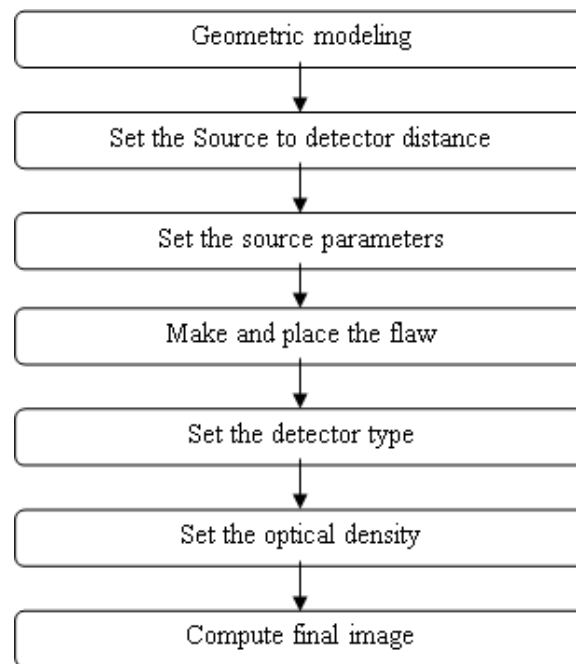 Geometric modeling
Set the Source to detector distance
Set the source parameters
Make and place the flaw
Set the detector type
Set the optical density
Compute final image